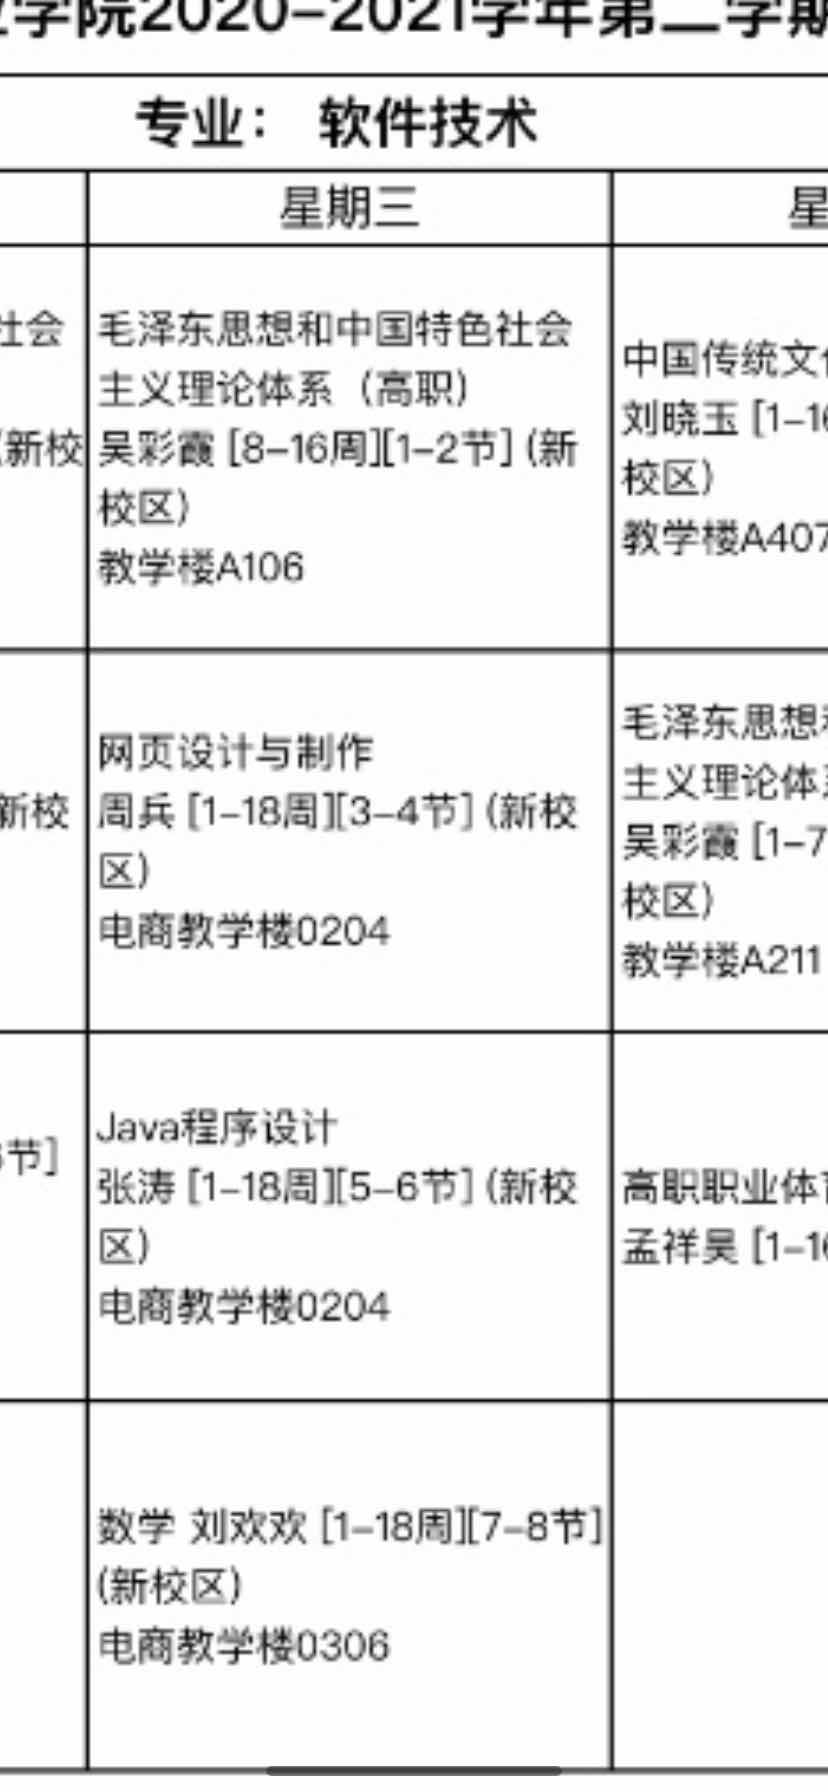 学院2020-2021学年第二学期
专业： 软件技术
星期三
星
社会
(新校
毛泽东思想和中国特色社会
主义理论体系（高职）
吴彩霞 [8-16周][1-2节] (新
校区)
教学楼A106
中国传统文
刘晓玉 [1-16
校区)
教学楼A407
新校
网页设计与制作
周兵 [1-18周][3-4节] (新校
区)
电商教学楼0204
毛泽东思想
主义理论体
吴彩霞 [1-7
校区)
教学楼A211
节]
Java程序设计
张涛 [1-18周][5-6节] (新校
区)
电商教学楼0204
高职职业体
孟祥昊 [1-16
数学 刘欢欢 [1-18周][7-8节]
(新校区)
电商教学楼0306